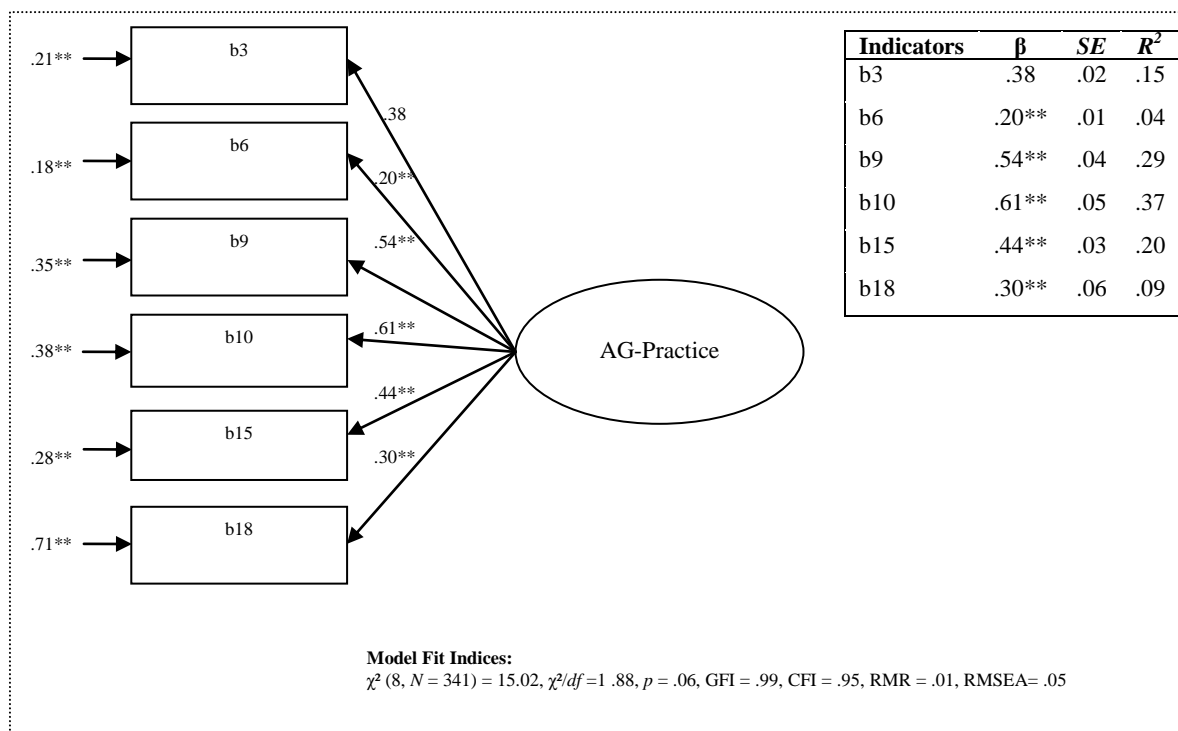 b3
.21**
.38
b6
.18**
.20**
b9
.35**
.54**
b10
.38**
.61**
b15
.28**
.44**
b18
.71**
.30**
AG-Practice
Indicators β SE R²
b3 .38 .02 .15
b6 .20** .01 .04
b9 .54** .04 .29
b10 .61** .05 .37
b15 .44** .03 .20
b18 .30** .06 .09
Model Fit Indices:
χ² (8, N = 341) = 15.02, χ²/df =1 .88, p = .06, GFI = .99, CFI = .95, RMR = .01, RMSEA= .05